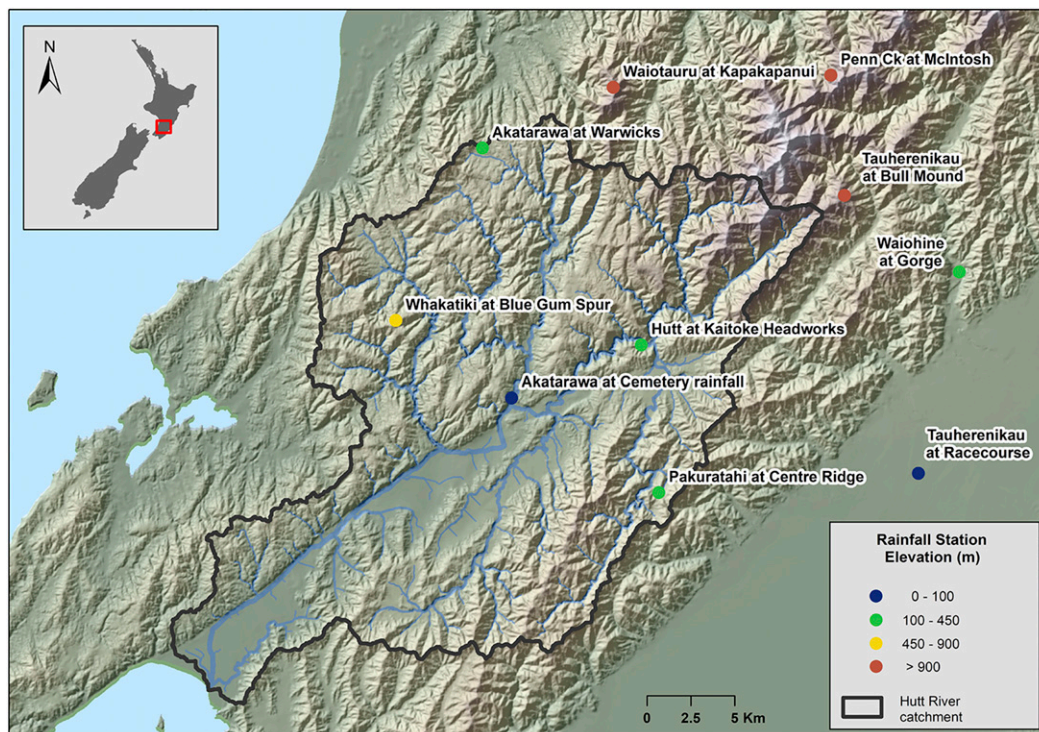 N
Waiotauru at Kapakapanui
Penn Ck at McIntosh
Akatarawa at Warwicks
Tauherenikau
at Bull Mound
Waiohine
at Gorge
Whakatiki at Blue Gum Spur
Hutt at Kaitoke Headworks
Akatarawa at Cemetery rainfall
Tauherenikau
at Racecourse
Pakuratahi at Centre Ridge
Rainfall Station
Elevation (m)
0 - 100
100 - 450
450 - 900
> 900
Hutt River
catchment
0 2.5 5 Km